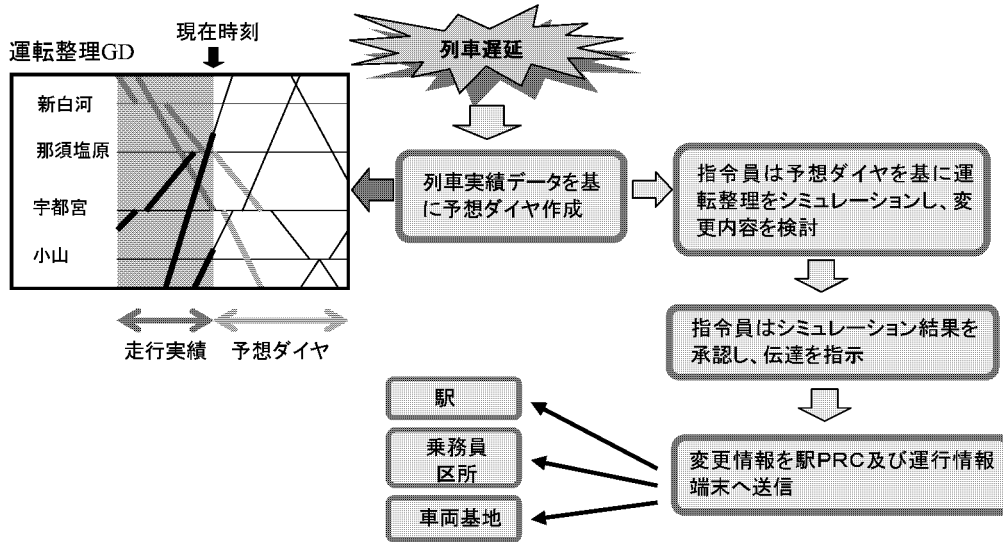 現在時刻
運転整理GD
新白河
那須塩原
宇都宮
小山
走行実績
予想ダイヤ
列車遅延
列車実績データを基
に予想ダイヤ作成
指令員は予想ダイヤを基に運
転整理をシミュレーションし、変
更内容を検討
指令員はシミュレーション結果を
承認し、伝達を指示
変更情報を駅PRC及び運行情報
端末へ送信
駅
乗務員
区所
車両基地